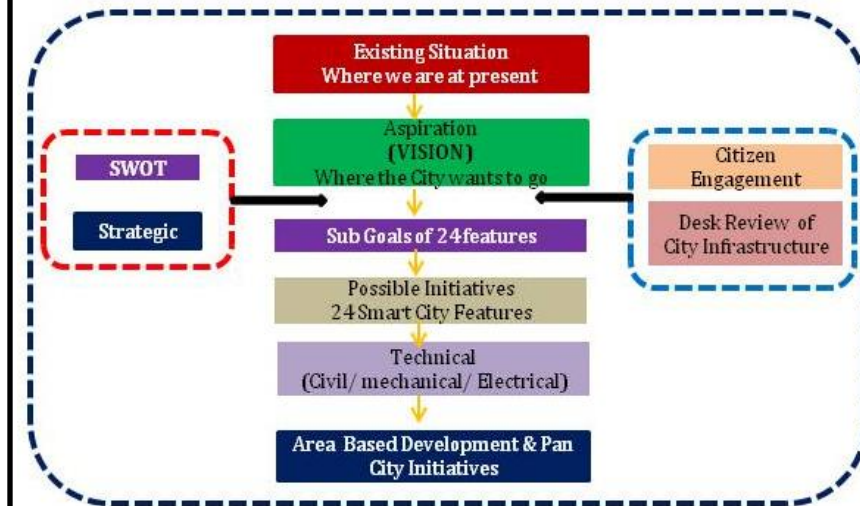 Existing Situation
Where we are at present
Aspiration
(VISION)
Where the City wants to go
SWOT
Strategic
Citizen
Engagement
Desk Review of
City Infrastructure
Sub Goals of 24 features
Possible Initiatives
24 Smart City Features
Technical
(Civil/ mechanical/ Electrical)
Area Based Development & Pan
City Initiatives